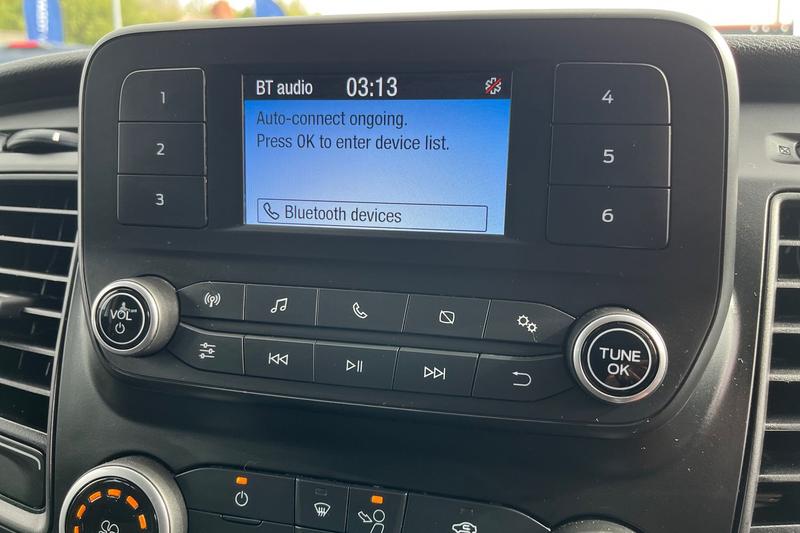 BT audio 03:13
Auto-connect ongoing.
Press OK to enter device list.
Bluetooth devices
1
2
3
4
5
6
VOL
TUNE
OK